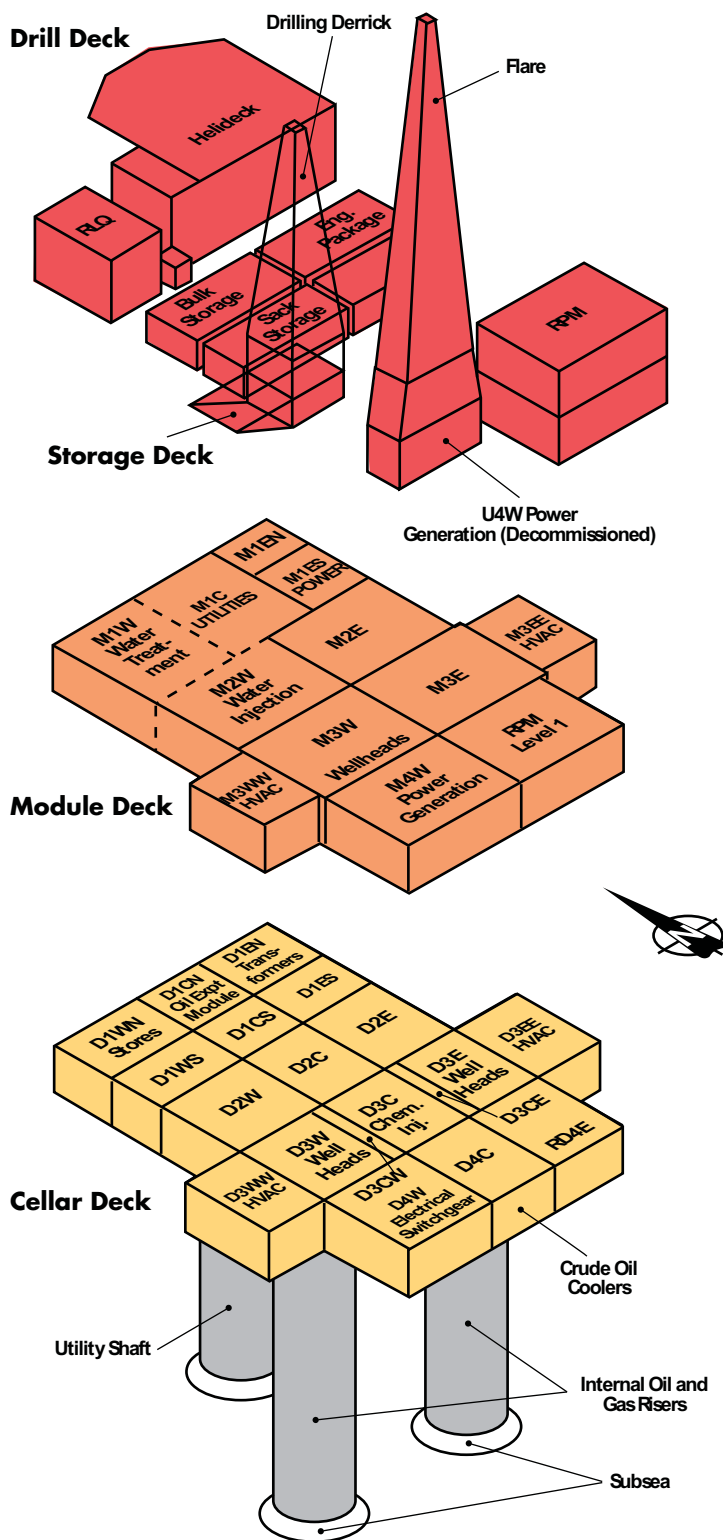 Drilling Derrick
Drill Deck
Flare
Helideck
RLQ
Eng.
Package
Bulk
Storage
Sack
Storage
RPM
Storage Deck
U4W Power
Generation (Decommissioned)
M1EN
M1ES
POWER
M1C
UTILITIES
M1W
Water
Treat-
ment
M2E
M3EE
HVAC
M2W
Water
Injection
M3E
M3W
Wellheads
RPM
Level 1
M3WW
HVAC
M4W
Power
Generation
Module Deck
N
D1EN
Trans-
formers
D1CN
Oil Expt
Module
D1ES
D1WN
Stores
D1CS
D2E
D1WS
D2C
D3EE
HVAC
D2W
D3E
Well
Heads
D3C
Chem.
Inj.
D3CE
D3W
Well
Heads
RD4E
D4C
D3WW
HVAC
D3CW
D4W
Electrical
Switchgear
Cellar Deck
Crude Oil
Coolers
Utility Shaft
Internal Oil and
Gas Risers
Subsea